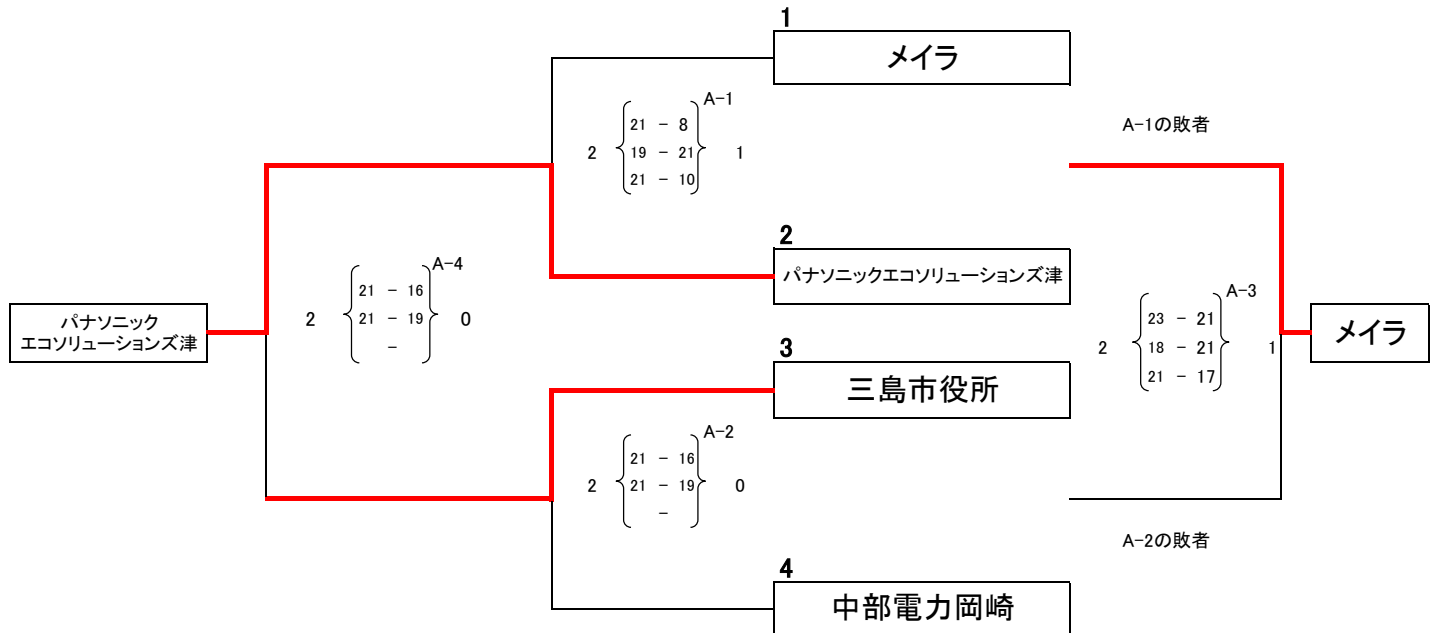 1
メイラ
A-1
2 21 - 8 1
19 - 21
21 - 10
A-1の敗者
2
パナソニックエコソリューションズ津
A-4
2 21 - 16 0
21 - 19
-
パナソニック
エコソリューションズ津
A-3
2 23 - 21 1
18 - 21
21 - 17
メイラ
3
三島市役所
A-2
2 21 - 16 0
21 - 19
-
A-2の敗者
4
中部電力岡崎